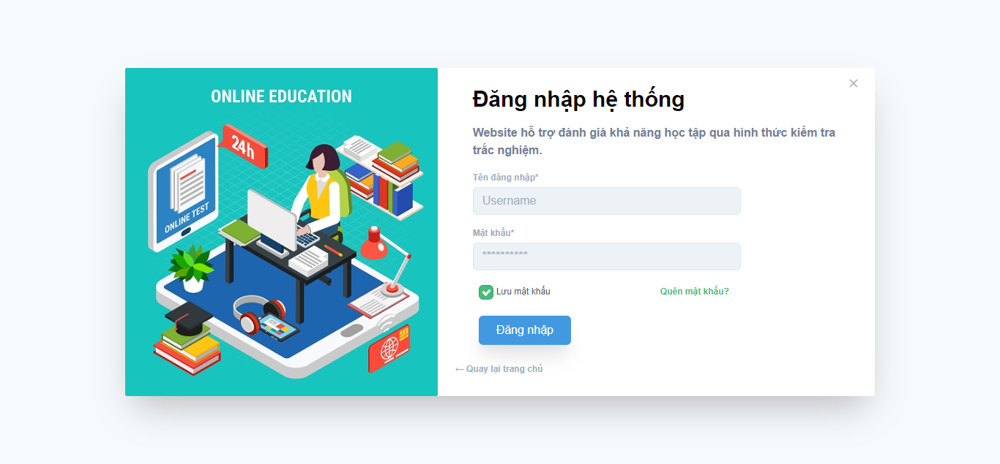 ONLINE EDUCATION
24h
ONLINE TEST
×
Đăng nhập hệ thống
Website hỗ trợ đánh giá khả năng học tập qua hình thức kiểm tra
trắc nghiệm.
Tên đăng nhập*
Username
Mật khẩu*
**********
Lưu mật khẩu
Quên mật khẩu?
Đăng nhập
← Quay lại trang chủ